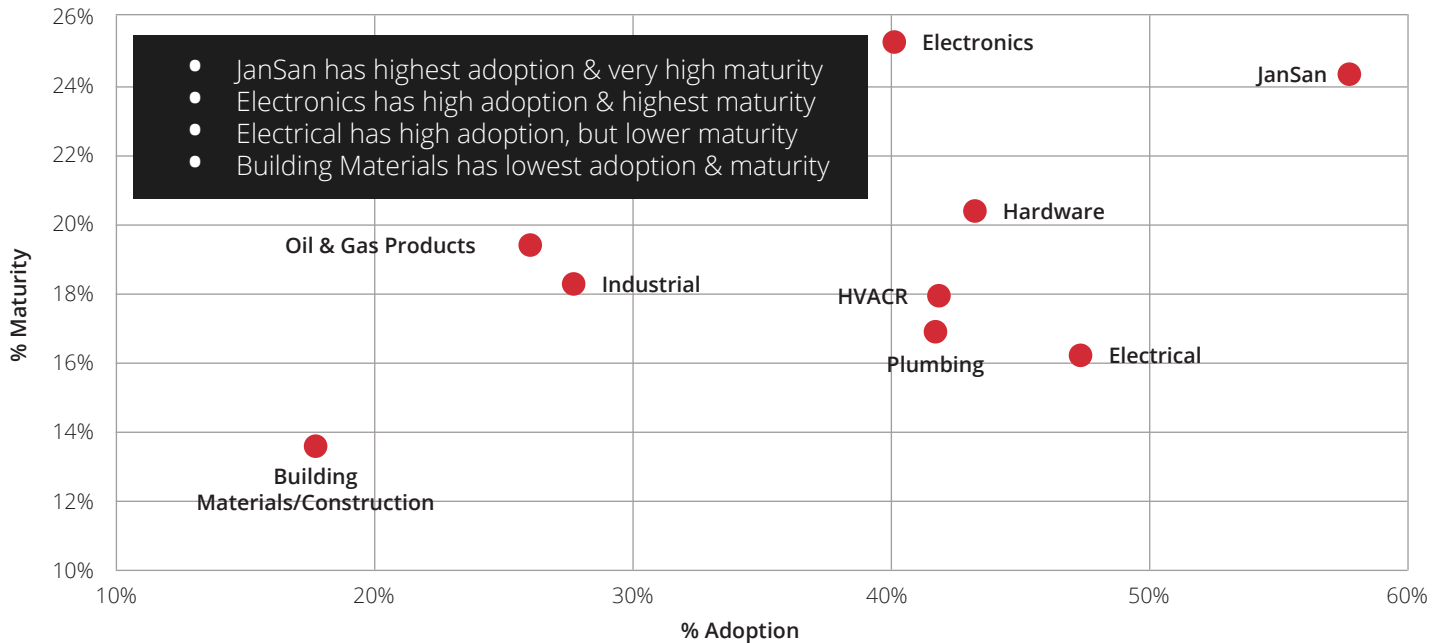 26%
24%
22%
20%
18%
16%
14%
12%
10%
% Maturity
• JanSan has highest adoption & very high maturity
• Electronics has high adoption & highest maturity
• Electrical has high adoption, but lower maturity
• Building Materials has lowest adoption & maturity
Electronics
JanSan
Hardware
Oil & Gas Products
Industrial
HVACR
Plumbing
Electrical
Building
Materials/Construction
10%
20%
30%
40%
50%
60%
% Adoption